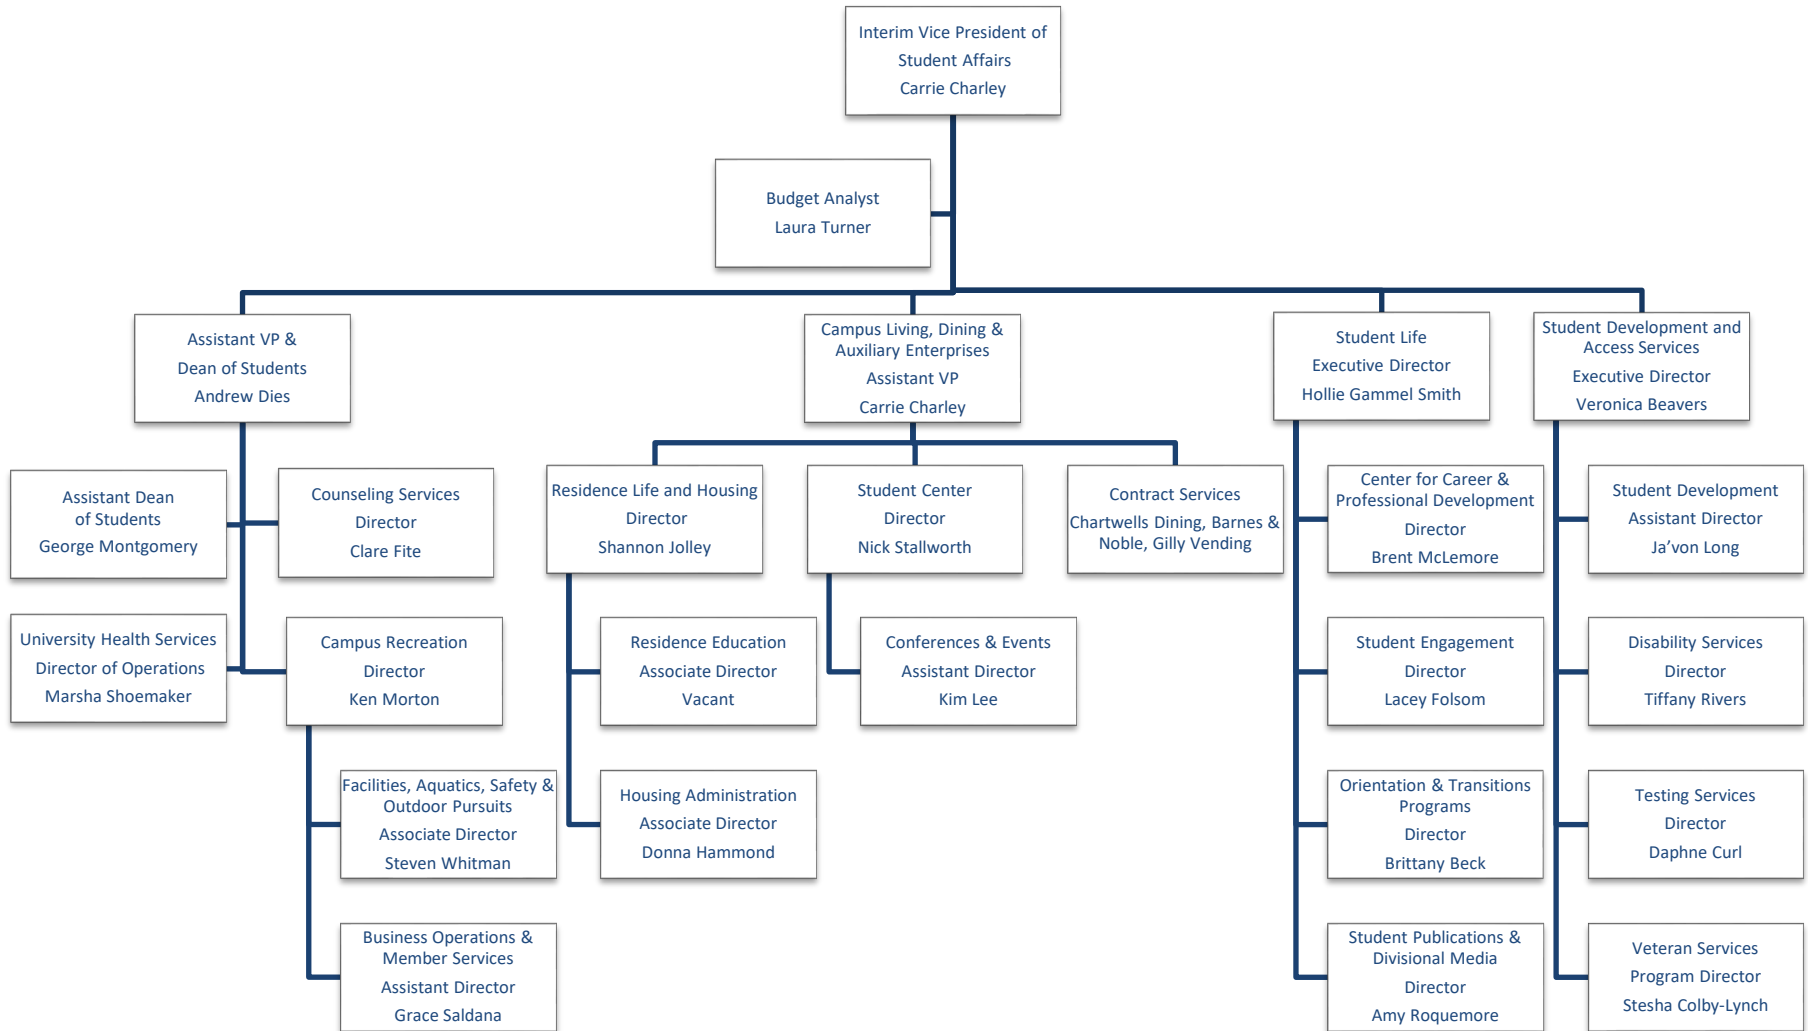 Interim Vice President of
Student Affairs
Carrie Charley
Budget Analyst
Laura Turner
Assistant VP &
Dean of Students
Andrew Dies
Campus Living, Dining &
Auxiliary Enterprises
Assistant VP
Carrie Charley
Student Life
Executive Director
Hollie Gammel Smith
Student Development and
Access Services
Executive Director
Veronica Beavers
Assistant Dean
of Students
George Montgomery
Counseling Services
Director
Clare Fite
Residence Life and Housing
Director
Shannon Jolley
Student Center
Director
Nick Stallworth
Contract Services
Chartwells Dining, Barnes &
Noble, Gilly Vending
Center for Career &
Professional Development
Director
Brent McLemore
Student Development
Assistant Director
Ja’von Long
University Health Services
Director of Operations
Marsha Shoemaker
Campus Recreation
Director
Ken Morton
Residence Education
Associate Director
Vacant
Conferences & Events
Assistant Director
Kim Lee
Student Engagement
Director
Lacey Folsom
Disability Services
Director
Tiffany Rivers
Facilities, Aquatics, Safety &
Outdoor Pursuits
Associate Director
Steven Whitman
Housing Administration
Associate Director
Donna Hammond
Orientation & Transitions
Programs
Director
Brittany Beck
Testing Services
Director
Daphne Curl
Business Operations &
Member Services
Assistant Director
Grace Saldana
Student Publications &
Divisional Media
Director
Amy Roquemore
Veteran Services
Program Director
Stesha Colby-Lynch